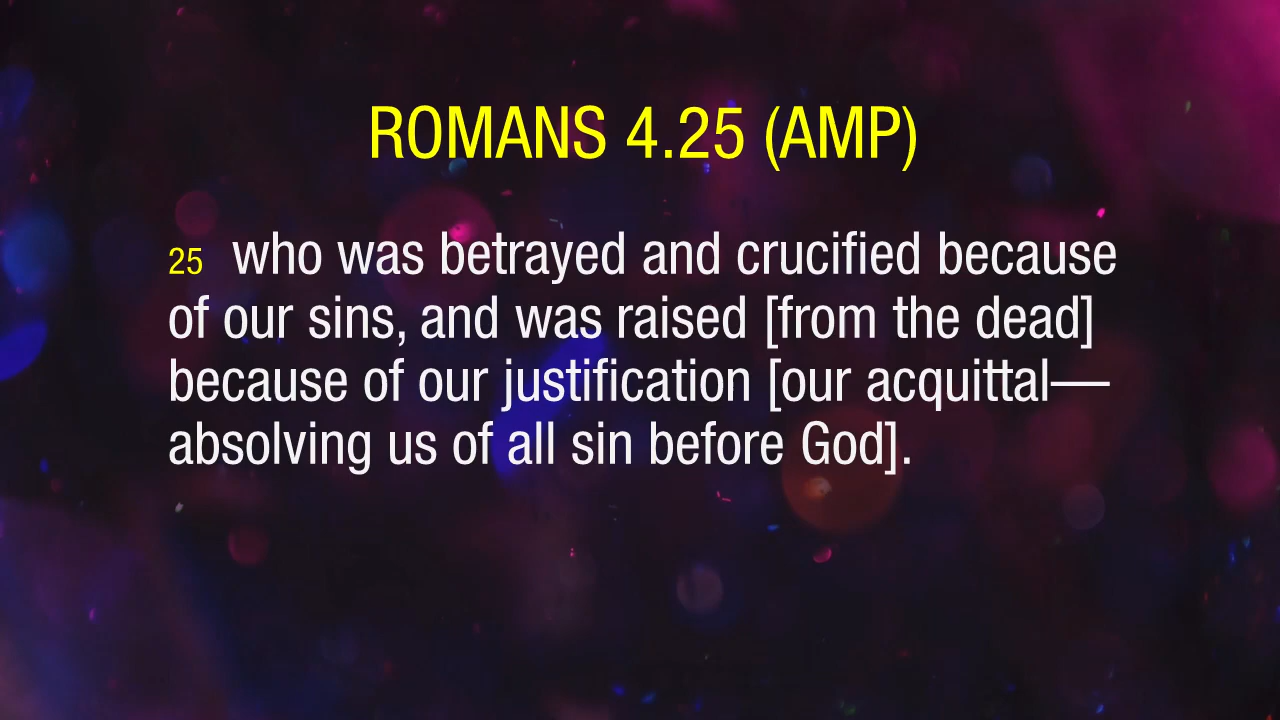 ROMANS 4.25 (AMP)
25 who was betrayed and crucified because
of our sins, and was raised [from the dead]
because of our justification [our acquittal—
absolving us of all sin before God].